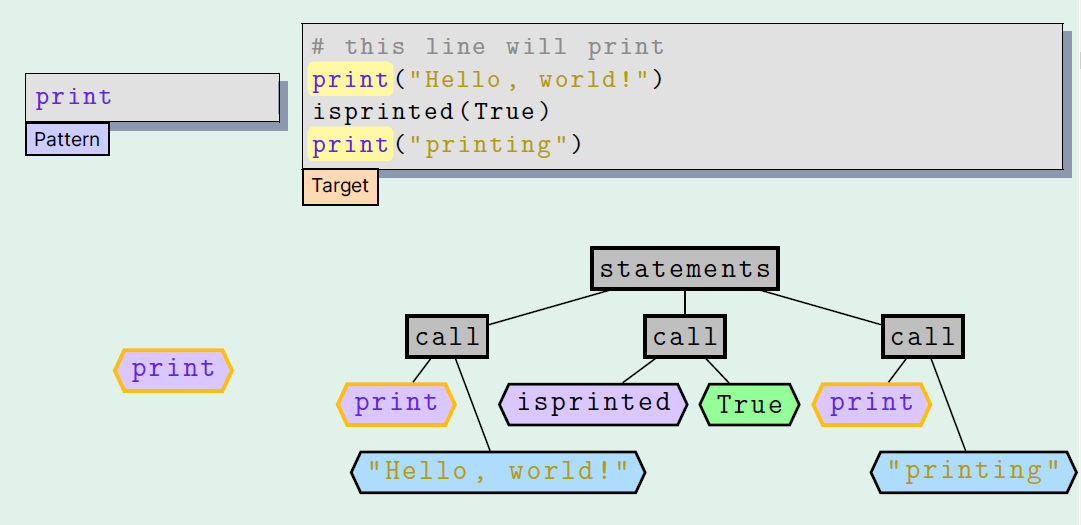 print
Pattern
# this line will print
print("Hello, world!")
isprinted(True)
print("printing")
Target
statements
call call call
print
print isprinted True print
"Hello, world!" "printing"